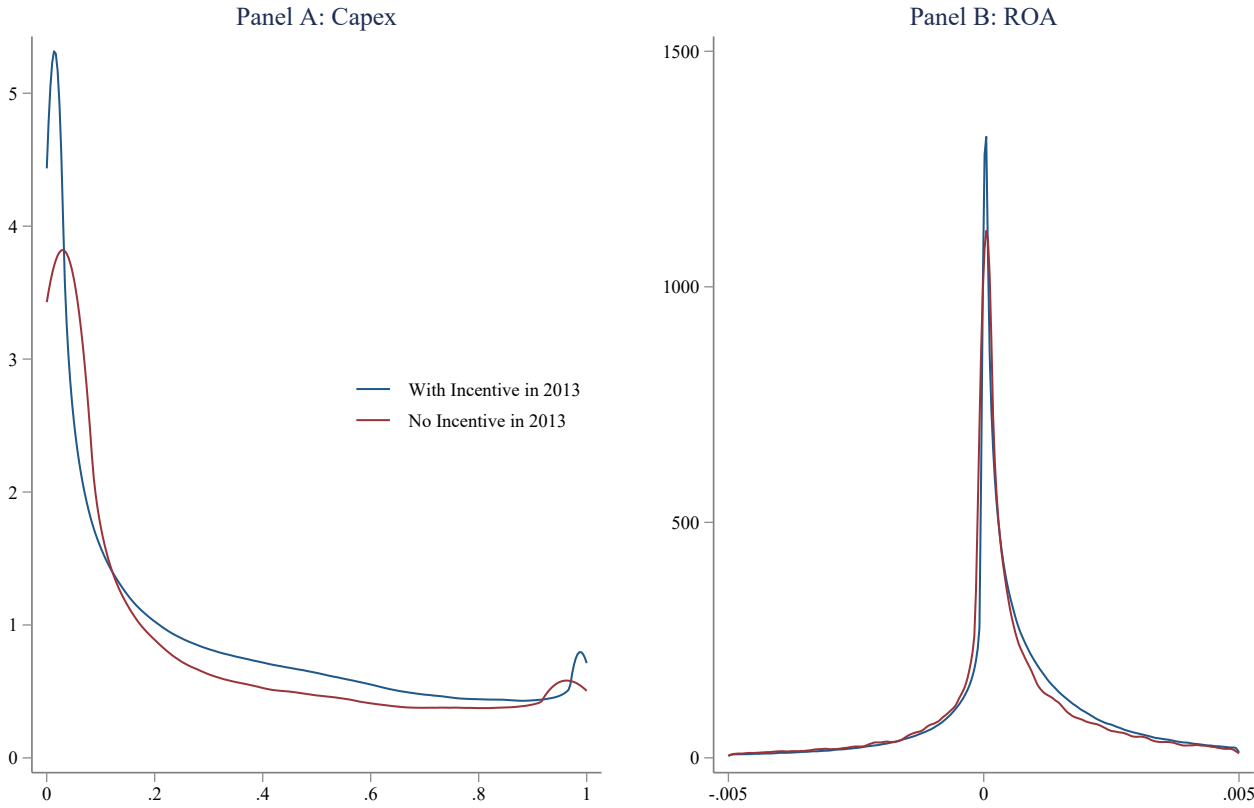 Panel A: Capex
5
4
3
2
1
0
0 .2 .4 .6 .8 1
With Incentive in 2013
No Incentive in 2013
Panel B: ROA
1500
1000
500
0
-.005 0 .005